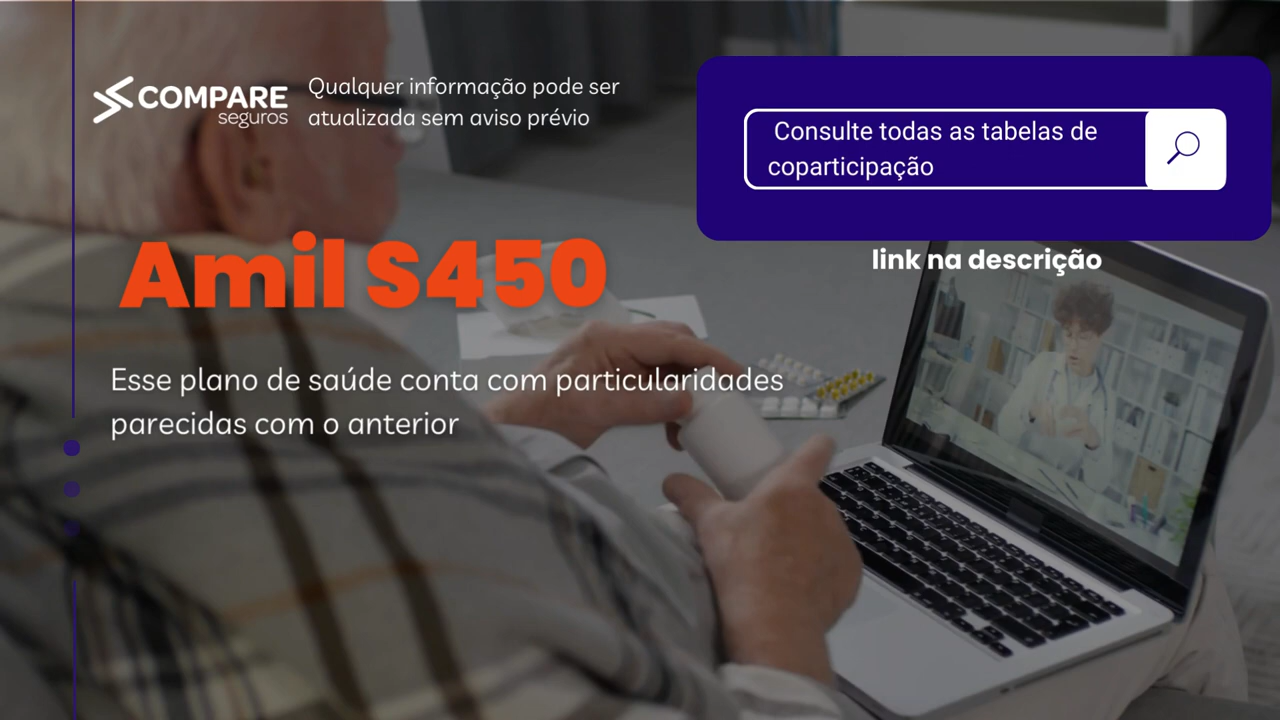 COMPARE
seguros
Qualquer informação pode ser
atualizada sem aviso prévio
Consulte todas as tabelas de
coparticipação
link na descrição
Amil S450
Esse plano de saúde conta com particularidades
parecidas com o anterior